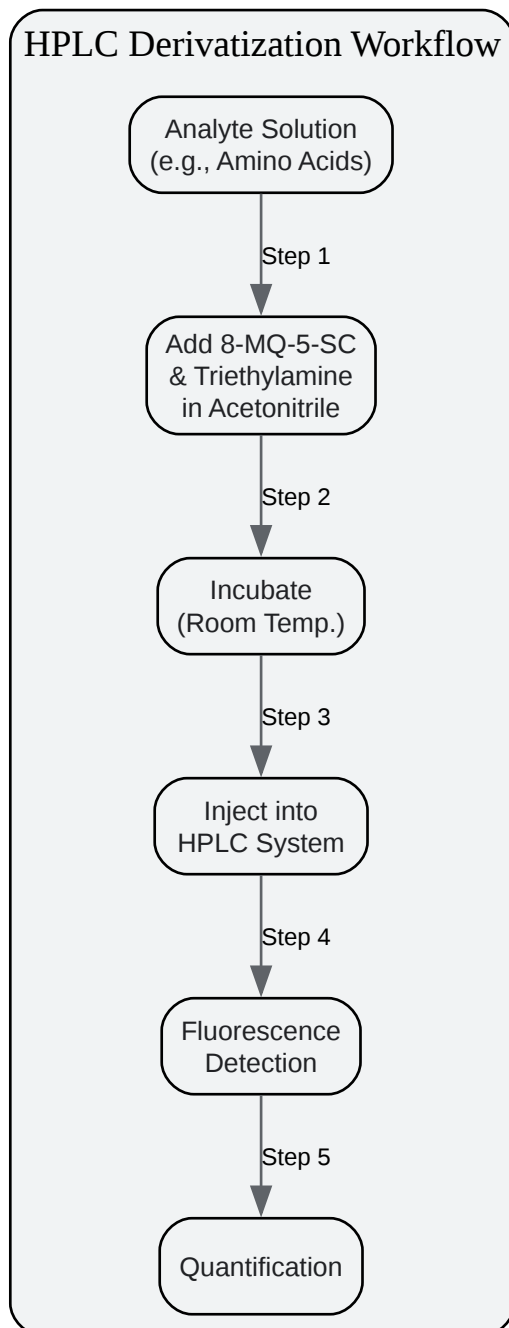 HPLC Derivatization Workflow
Analyte Solution
(e.g., Amino Acids)
Step 1
Add 8-MQ-5-SC
& Triethylamine
in Acetonitrile
Step 2
Incubate
(Room Temp.)
Step 3
Inject into
HPLC System
Step 4
Fluorescence
Detection
Step 5
Quantification